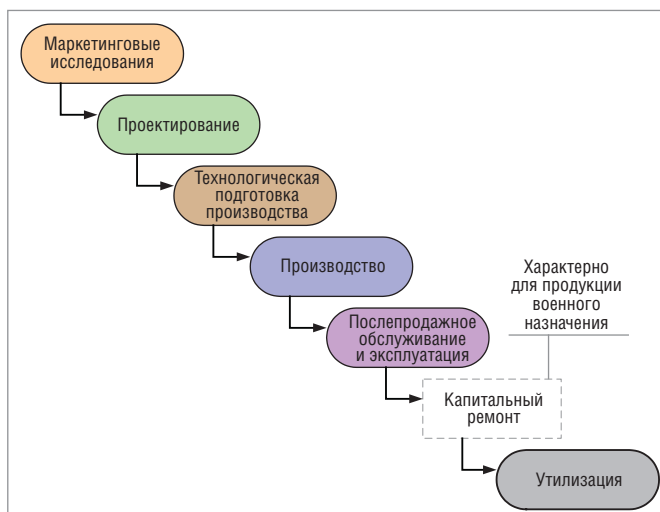 Маркетинговые
исследования
Проектирование
Технологическая
подготовка
производства
Производство
Характерно
для продукции
военного
назначения
Послепродажное
обслуживание
и эксплуатация
Капитальный
ремонт
Утилизация